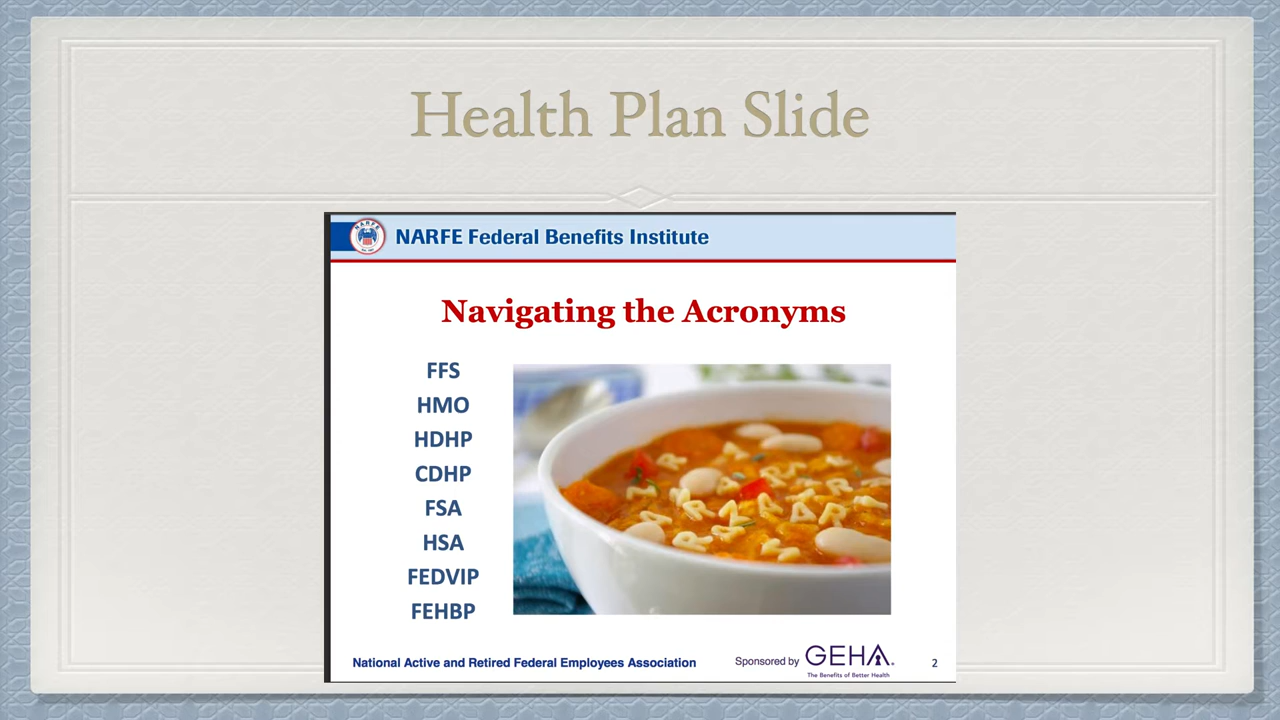 Health Plan Slide
NARFE
NARFE Federal Benefits Institute
Navigating the Acronyms
FFS
HMO
HDHP
CDHP
FSA
HSA
FEDVIP
FEHBP
National Active and Retired Federal Employees Association
Sponsored by GEHA.
The Benefits of Better Health
2